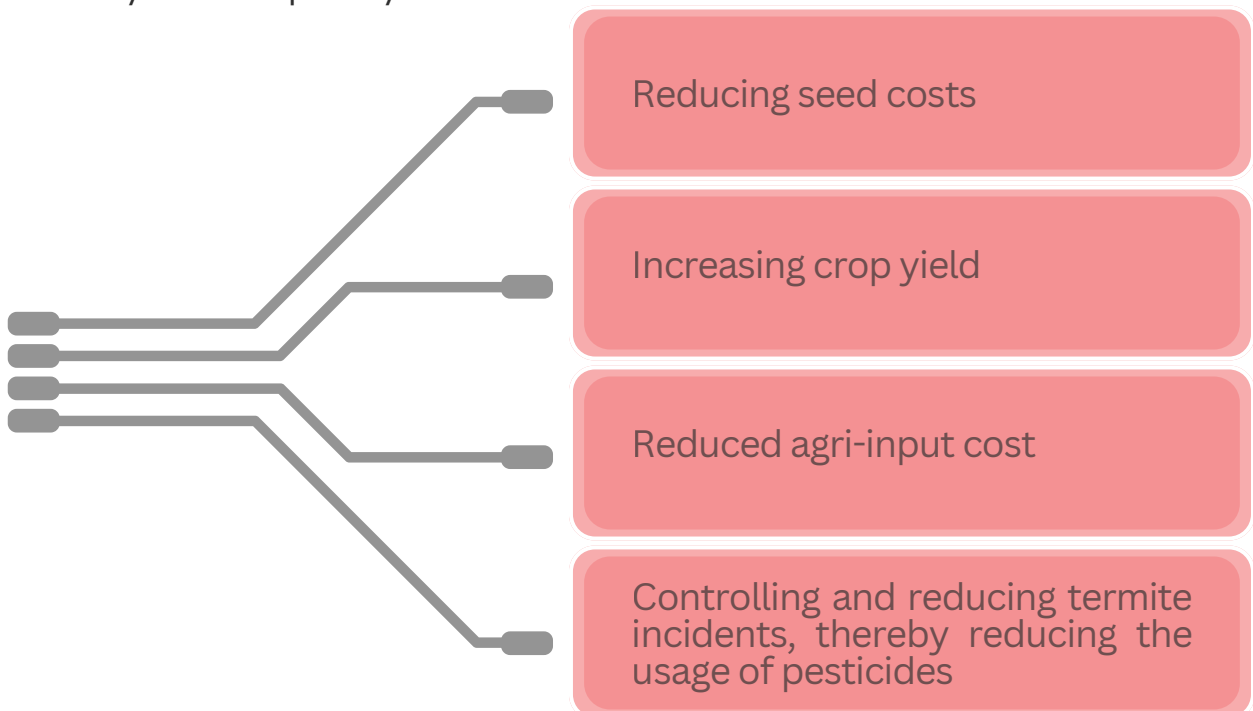 Reducing seed costs
Increasing crop yield
Reduced agri-input cost
Controlling and reducing termite
incidents, thereby reducing the
usage of pesticides